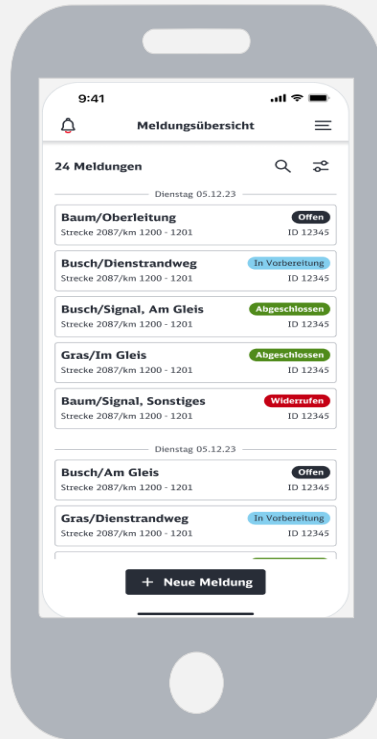 9:41
Meldungsübersicht
24 Meldungen
Dienstag 05.12.23
Baum/Oberleitung Offen
Strecke 2087/km 1200 - 1201 ID 12345
Busch/Dienstrandweg In Vorbereitung
Strecke 2087/km 1200 - 1201 ID 12345
Busch/Signal, Am Gleis Abgeschlossen
Strecke 2087/km 1200 - 1201 ID 12345
Gras/Im Gleis Abgeschlossen
Strecke 2087/km 1200 - 1201 ID 12345
Baum/Signal, Sonstiges Widerrufen
Strecke 2087/km 1200 - 1201 ID 12345
Dienstag 05.12.23
Busch/Am Gleis Offen
Strecke 2087/km 1200 - 1201 ID 12345
Gras/Dienstrandweg In Vorbereitung
Strecke 2087/km 1200 - 1201 ID 12345
+ Neue Meldung